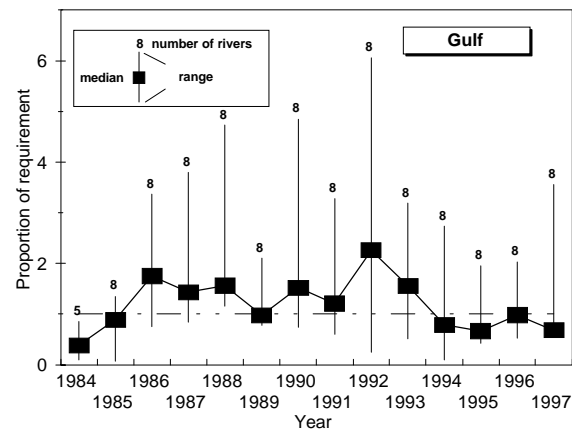 Gulf
8 number of rivers
median range
Proportion of requirement
6
4
2
0
5 8 8 8 8 8 8 8 8 8 8 8 8 8
1984 1986 1988 1990 1992 1994 1996
1985 1987 1989 1991 1993 1995 1997
Year